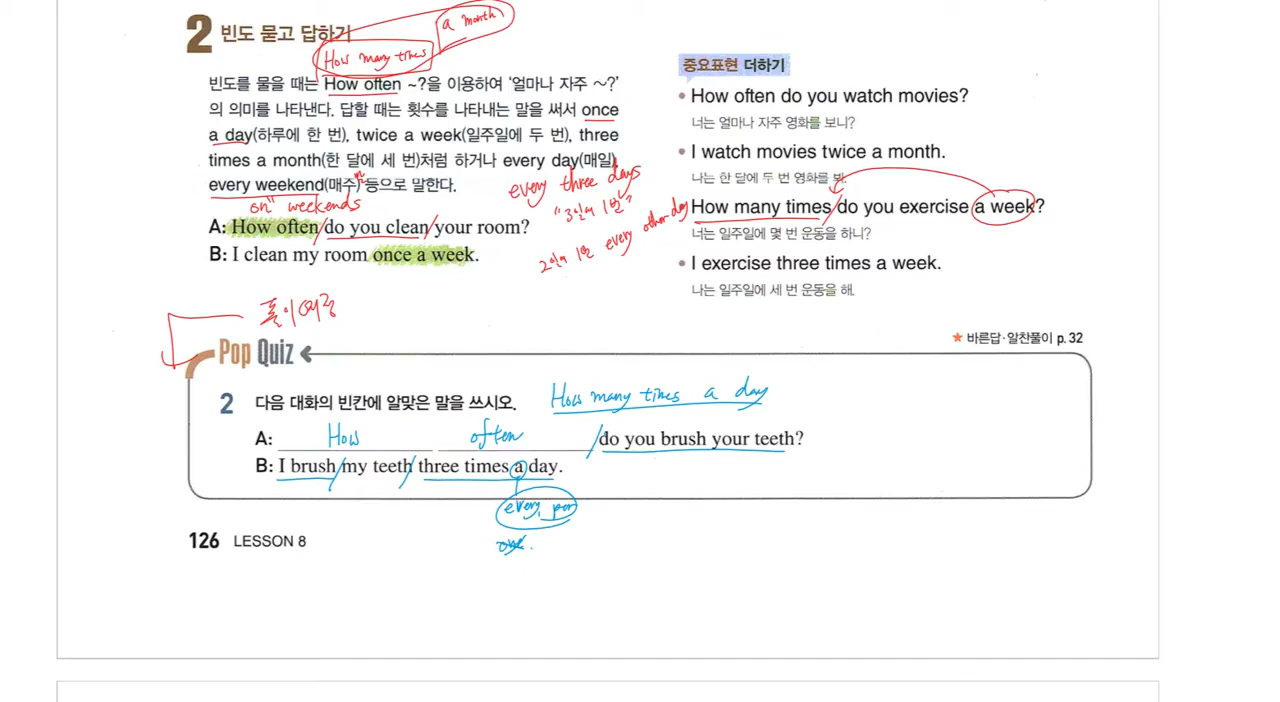 2 빈도 묻고 답하기
a month
How many times
빈도를 물을 때는 How often ~?을 이용하여 '얼마나 자주 ~?'
의 의미를 나타낸다. 답할 때는 횟수를 나타내는 말을 써서 once
a day(하루에 한 번), twice a week(일주일에 두 번), three
times a month(한 달에 세 번)처럼 하거나 every day(매일),
every weekend(매주말) 등으로 말한다.
on weekends
every three days
"3일에 1번"
2일에 1번 every other day
A: How often / do you clean / your room?
B: I clean my room once a week.
중요표현 더하기
• How often do you watch movies?
너는 얼마나 자주 영화를 보니?
• I watch movies twice a month.
나는 한 달에 두 번 영화를 봐.
How many times / do you exercise a week?
너는 일주일에 몇 번 운동을 하니?
• I exercise three times a week.
나는 일주일에 세 번 운동을 해.
풀이여
Pop Quiz
★ 바른답·알찬풀이 p.32
2 다음 대화의 빈칸에 알맞은 말을 쓰시오.
How many times a day
A: How often / do you brush your teeth?
B: I brush / my teeth / three times a day.
every, per
126 LESSON 8